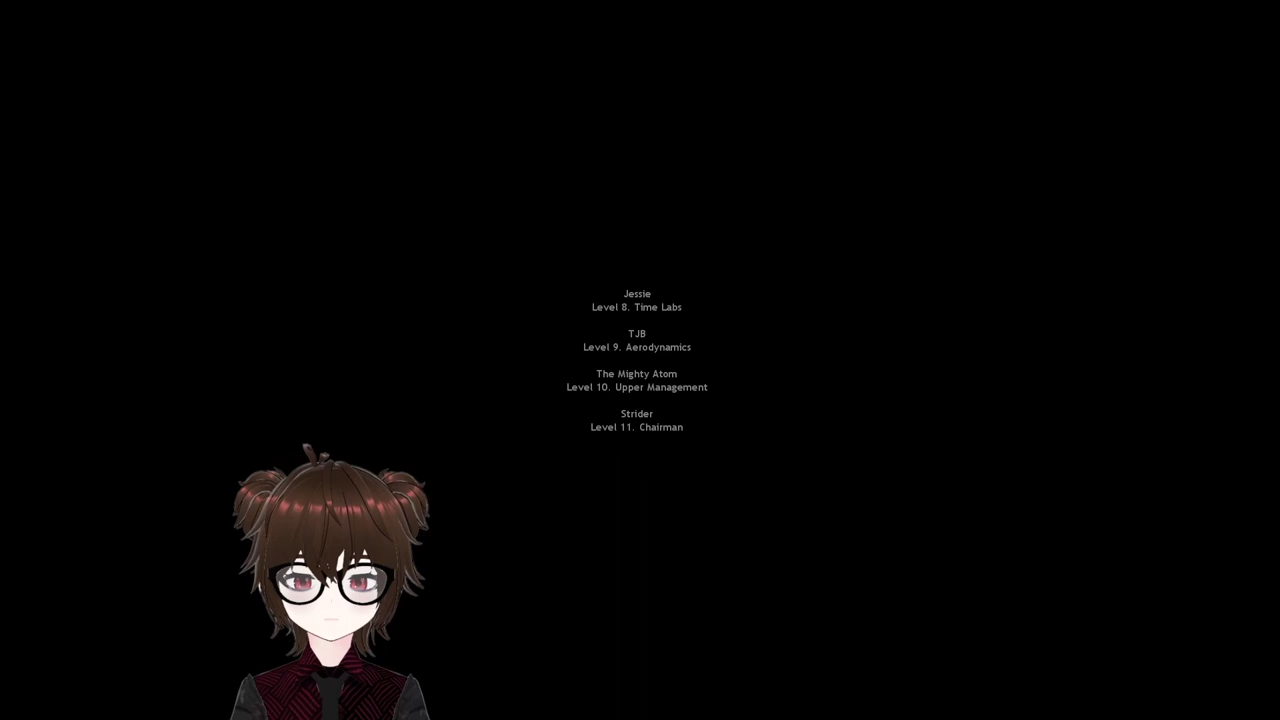 Jessie
Level 8. Time Labs
TJB
Level 9. Aerodynamics
The Mighty Atom
Level 10. Upper Management
Strider
Level 11. Chairman